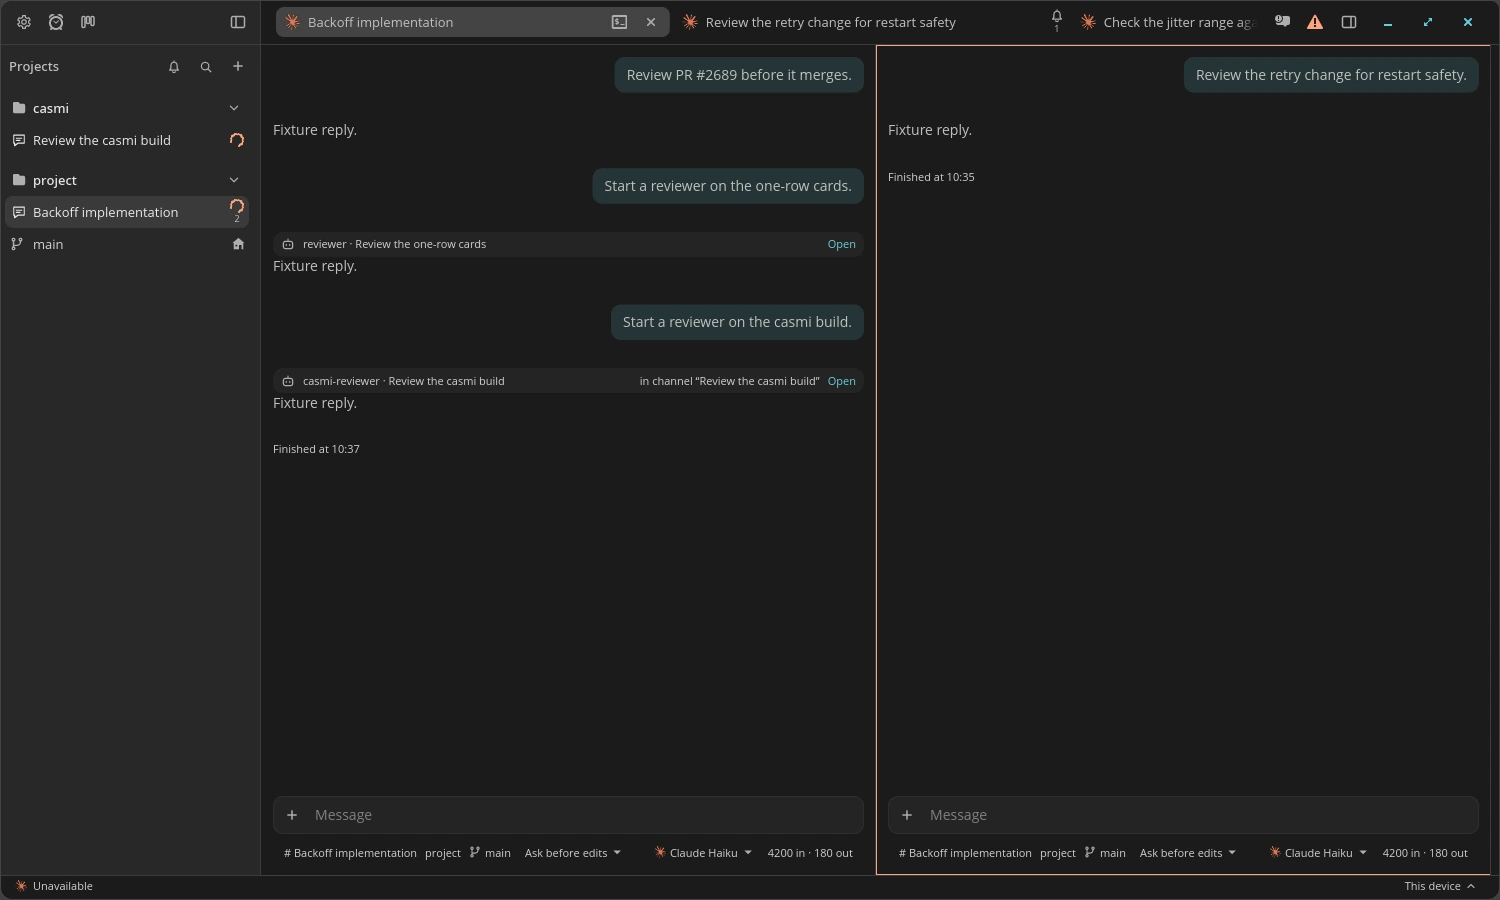 Backoff implementation
Review the retry change for restart safety
1
Check the jitter range
Projects
casmi
Review the casmi build
project
Backoff implementation
2
main
Review PR #2689 before it merges.
Fixture reply.
Start a reviewer on the one-row cards.
reviewer · Review the one-row cards
Open
Fixture reply.
Start a reviewer on the casmi build.
casmi-reviewer · Review the casmi build
in channel “Review the casmi build”
Open
Fixture reply.
Finished at 10:37
Message
# Backoff implementation project main Ask before edits Claude Haiku 4200 in · 180 out
Review the retry change for restart safety.
Fixture reply.
Finished at 10:35
Message
# Backoff implementation project main Ask before edits Claude Haiku 4200 in · 180 out
Unavailable
This device